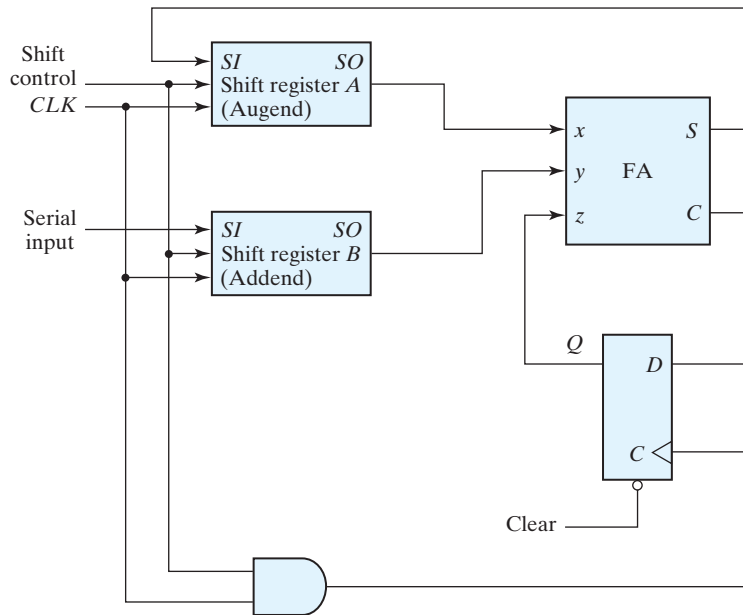 Shift
control
CLK
SI SO
Shift register A
(Augend)
x S
y FA
z C
Serial
input
SI SO
Shift register B
(Addend)
Q
D
C
Clear